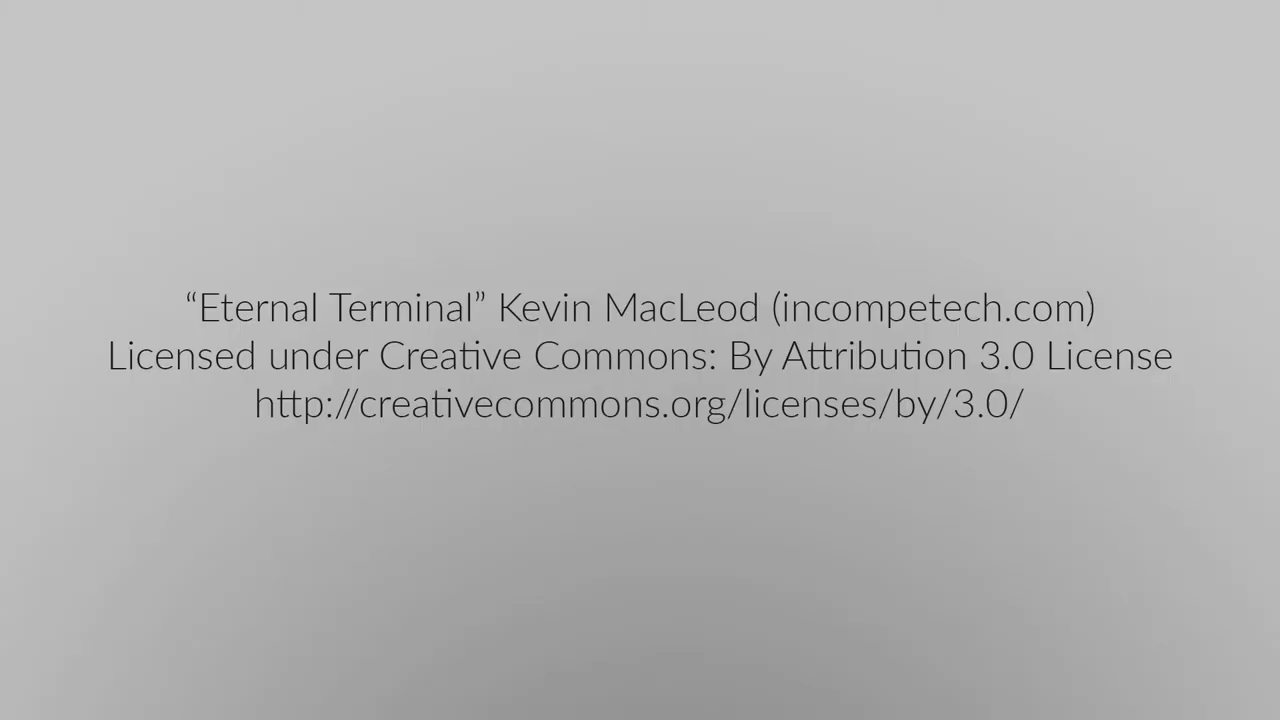 “Eternal Terminal” Kevin MacLeod (incompetech.com)
Licensed under Creative Commons: By Attribution 3.0 License
http://creativecommons.org/licenses/by/3.0/